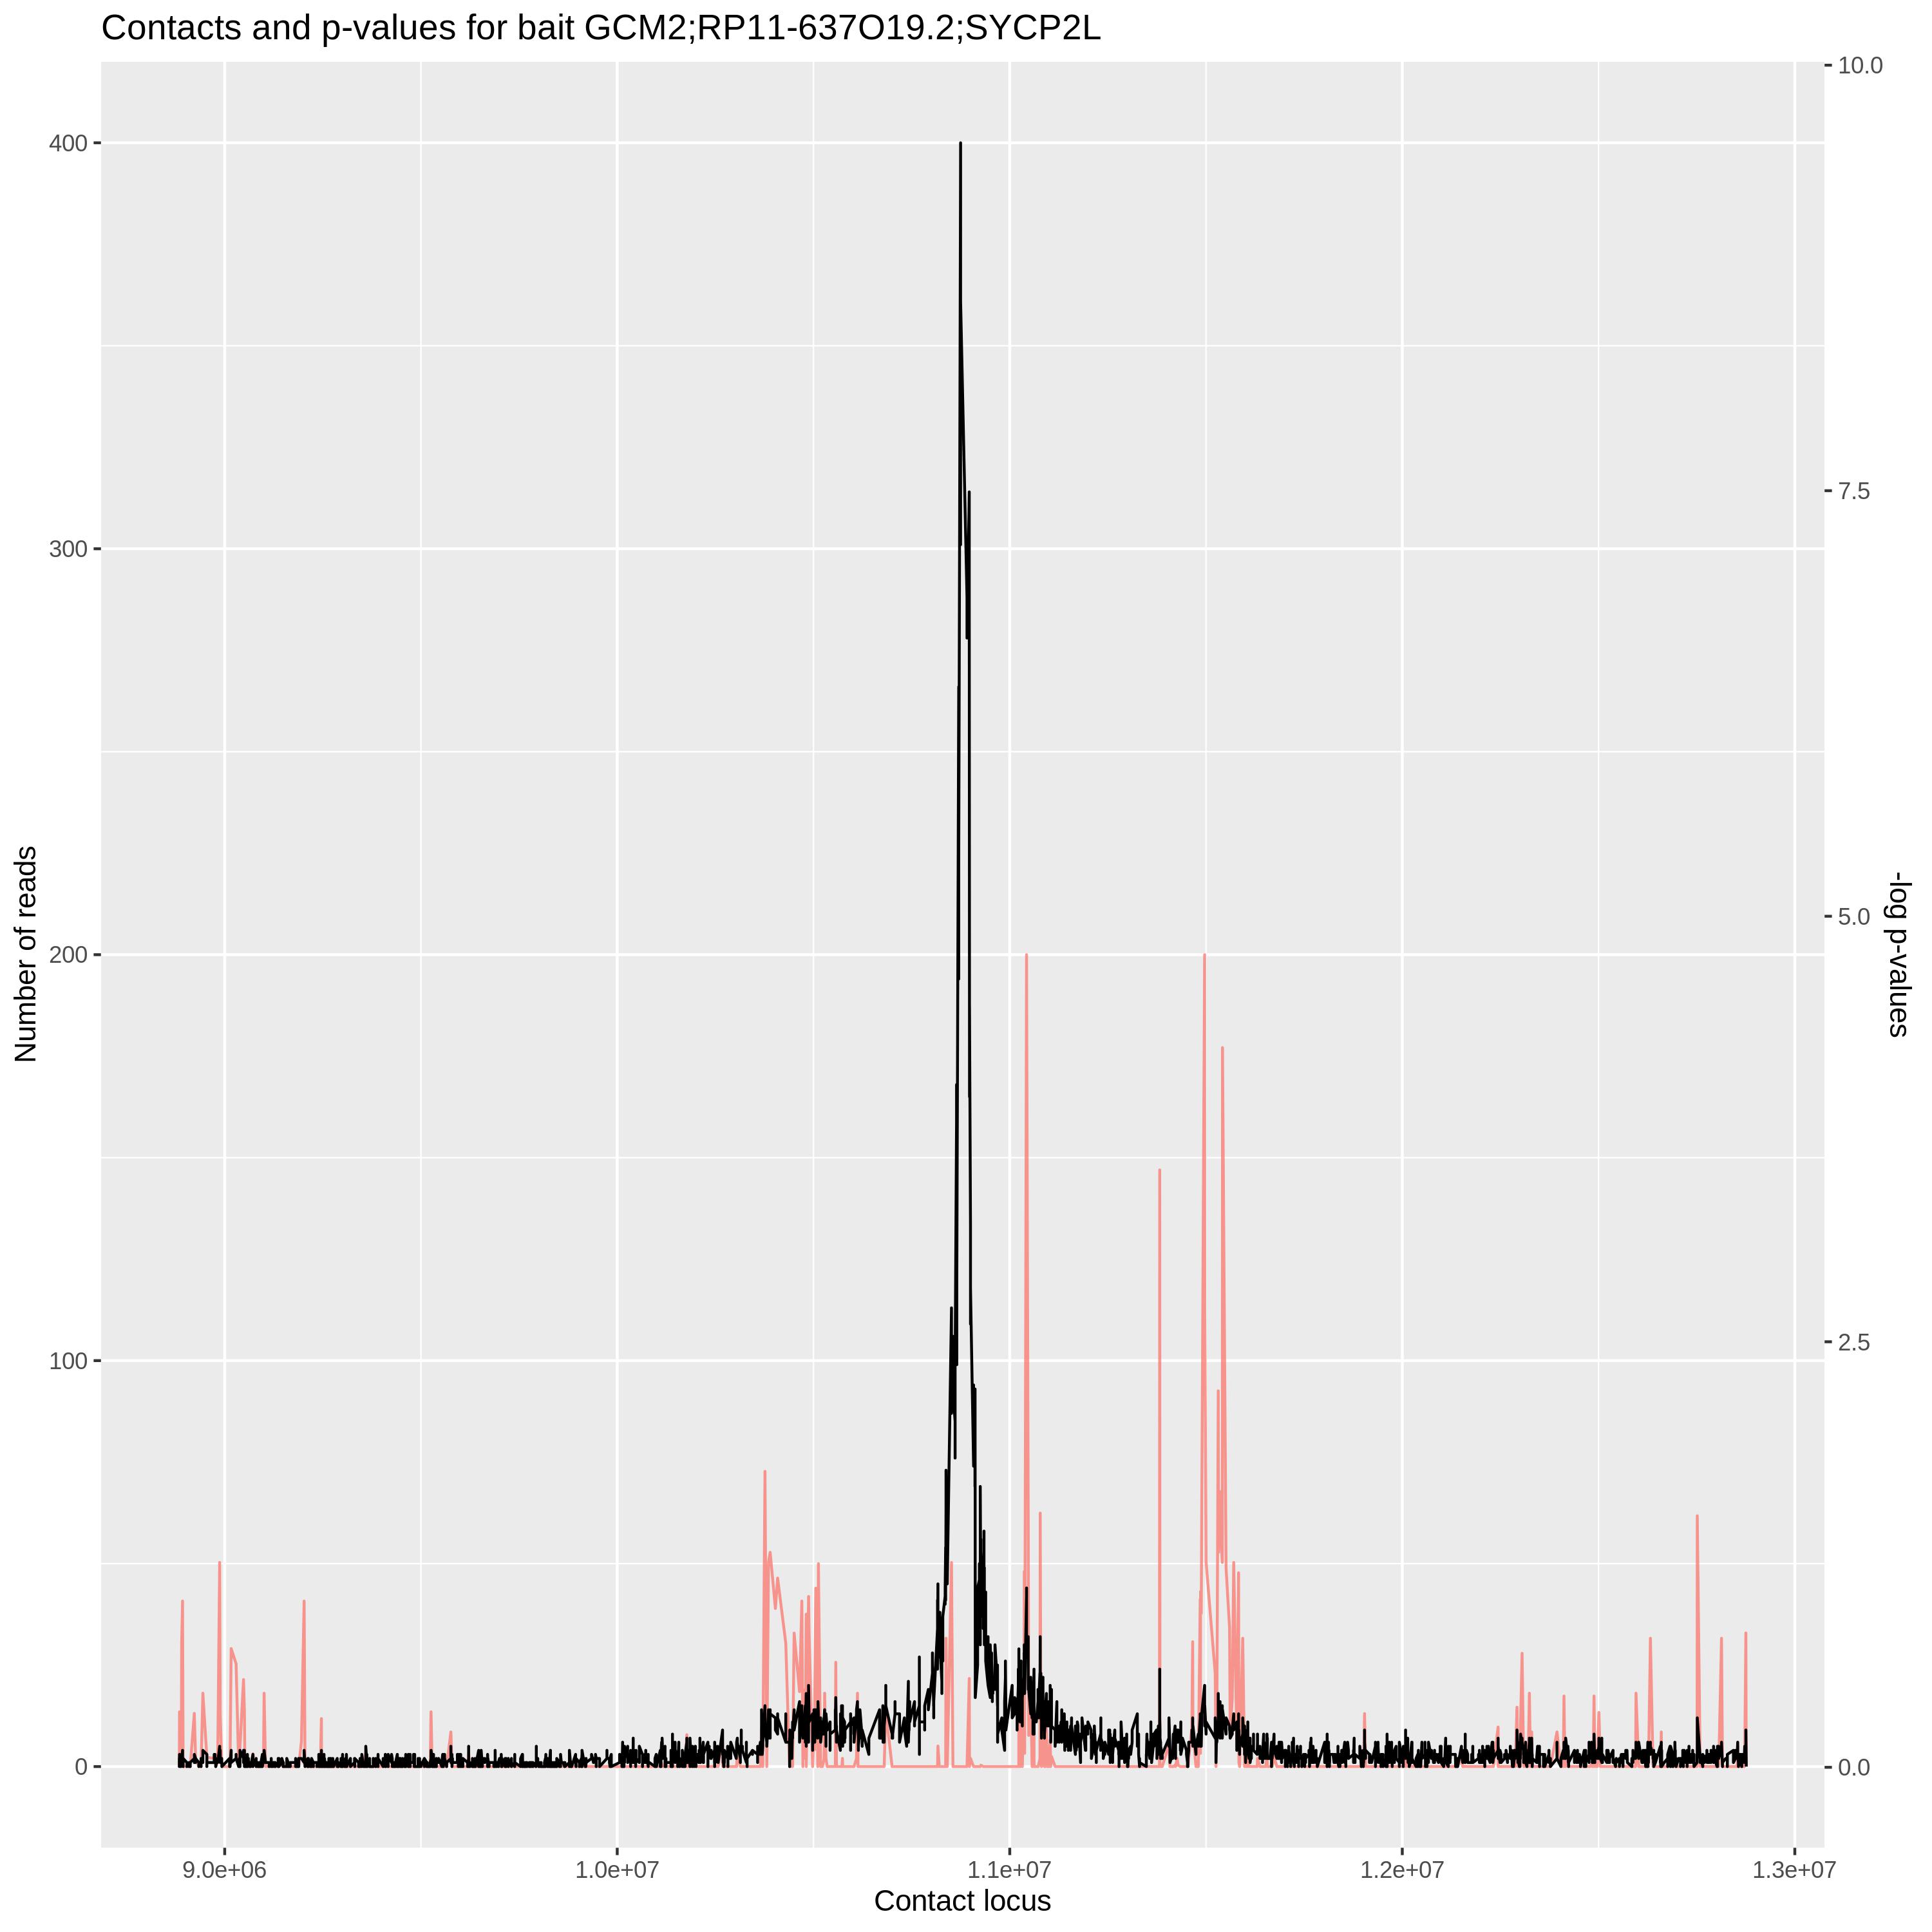 Contacts and p-values for bait GCM2;RP11-637O19.2;SYCP2L
10.0
400
7.5
300
5.0
200
Number of reads
-log p-values
2.5
100
0
0.0
9.0e+06 1.0e+07 1.1e+07 1.2e+07 1.3e+07
Contact locus